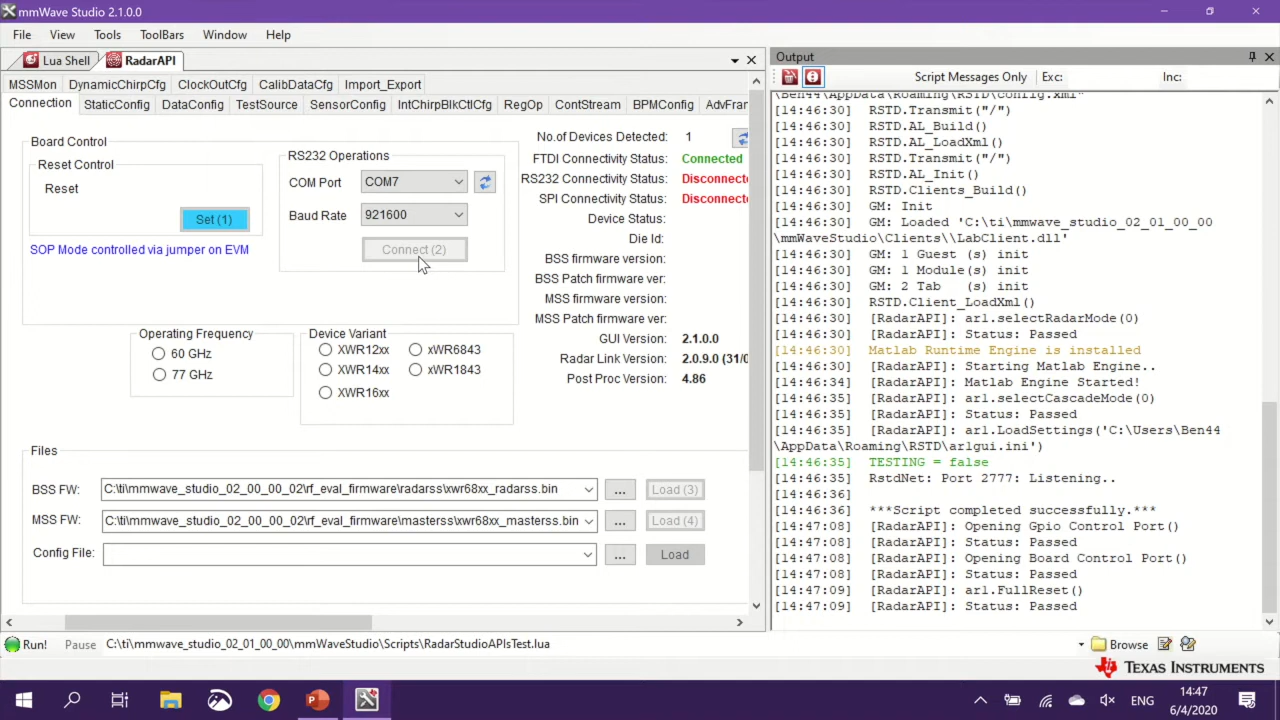 mmWave Studio 2.1.0.0
File View Tools ToolBars Window Help
Lua Shell RadarAPI
MSSMon DynamicChirpCfg ClockOutCfg CalibDataCfg Import_Export
Connection StaticConfig DataConfig TestSource SensorConfig IntChirpBlkCtlCfg RegOp ContStream BPMConfig AdvFran
Board Control
Reset Control
Reset
Set (1)
SOP Mode controlled via jumper on EVM
RS232 Operations
COM Port COM7
Baud Rate 921600
Connect (2)
No.of Devices Detected: 1
FTDI Connectivity Status: Connected
RS232 Connectivity Status: Disconnecte
SPI Connectivity Status: Disconnecte
Device Status:
Die Id:
BSS firmware version:
BSS Patch firmware ver:
MSS firmware version:
MSS Patch firmware ver:
GUI Version: 2.1.0.0
Radar Link Version: 2.0.9.0 (31/0
Post Proc Version: 4.86
Operating Frequency
60 GHz
77 GHz
Device Variant
XWR12xx xWR6843
XWR14xx xWR1843
XWR16xx
Files
BSS FW: C:\ti\mmwave_studio_02_00_00_02\rf_eval_firmware\radarss\xwr68xx_radarss.bin ... Load (3)
MSS FW: C:\ti\mmwave_studio_02_00_00_02\rf_eval_firmware\masterss\xwr68xx_masterss.bin ... Load (4)
Config File: ... Load
Output
Script Messages Only Exc: Inc:
\Ben44\AppData\Roaming\RSTD\config.xml"
[14:46:30] RSTD.Transmit("/")
[14:46:30] RSTD.AL_Build()
[14:46:30] RSTD.AL_LoadXml()
[14:46:30] RSTD.Transmit("/")
[14:46:30] RSTD.AL_Init()
[14:46:30] RSTD.Clients_Build()
[14:46:30] GM: Init
[14:46:30] GM: Loaded 'C:\ti\mmwave_studio_02_01_00_00
\mmWaveStudio\Clients\\LabClient.dll'
[14:46:30] GM: 1 Guest (s) init
[14:46:30] GM: 1 Module(s) init
[14:46:30] GM: 2 Tab (s) init
[14:46:30] RSTD.Client_LoadXml()
[14:46:30] [RadarAPI]: ar1.selectRadarMode(0)
[14:46:30] [RadarAPI]: Status: Passed
[14:46:30] Matlab Runtime Engine is installed
[14:46:30] [RadarAPI]: Starting Matlab Engine..
[14:46:34] [RadarAPI]: Matlab Engine Started!
[14:46:35] [RadarAPI]: ar1.selectCascadeMode(0)
[14:46:35] [RadarAPI]: Status: Passed
[14:46:35] [RadarAPI]: ar1.LoadSettings('C:\Users\Ben44
\AppData\Roaming\RSTD\ar1gui.ini')
[14:46:35] TESTING = false
[14:46:35] RstdNet: Port 2777: Listening..
[14:46:36]
[14:46:36] ***Script completed successfully.***
[14:47:08] [RadarAPI]: Opening Gpio Control Port()
[14:47:08] [RadarAPI]: Status: Passed
[14:47:08] [RadarAPI]: Opening Board Control Port()
[14:47:08] [RadarAPI]: Status: Passed
[14:47:09] [RadarAPI]: ar1.FullReset()
[14:47:09] [RadarAPI]: Status: Passed
Run! Pause C:\ti\mmwave_studio_02_01_00_00\mmWaveStudio\Scripts\RadarStudioAPIsTest.lua Browse
TEXAS INSTRUMENTS
ENG
14:47
6/4/2020